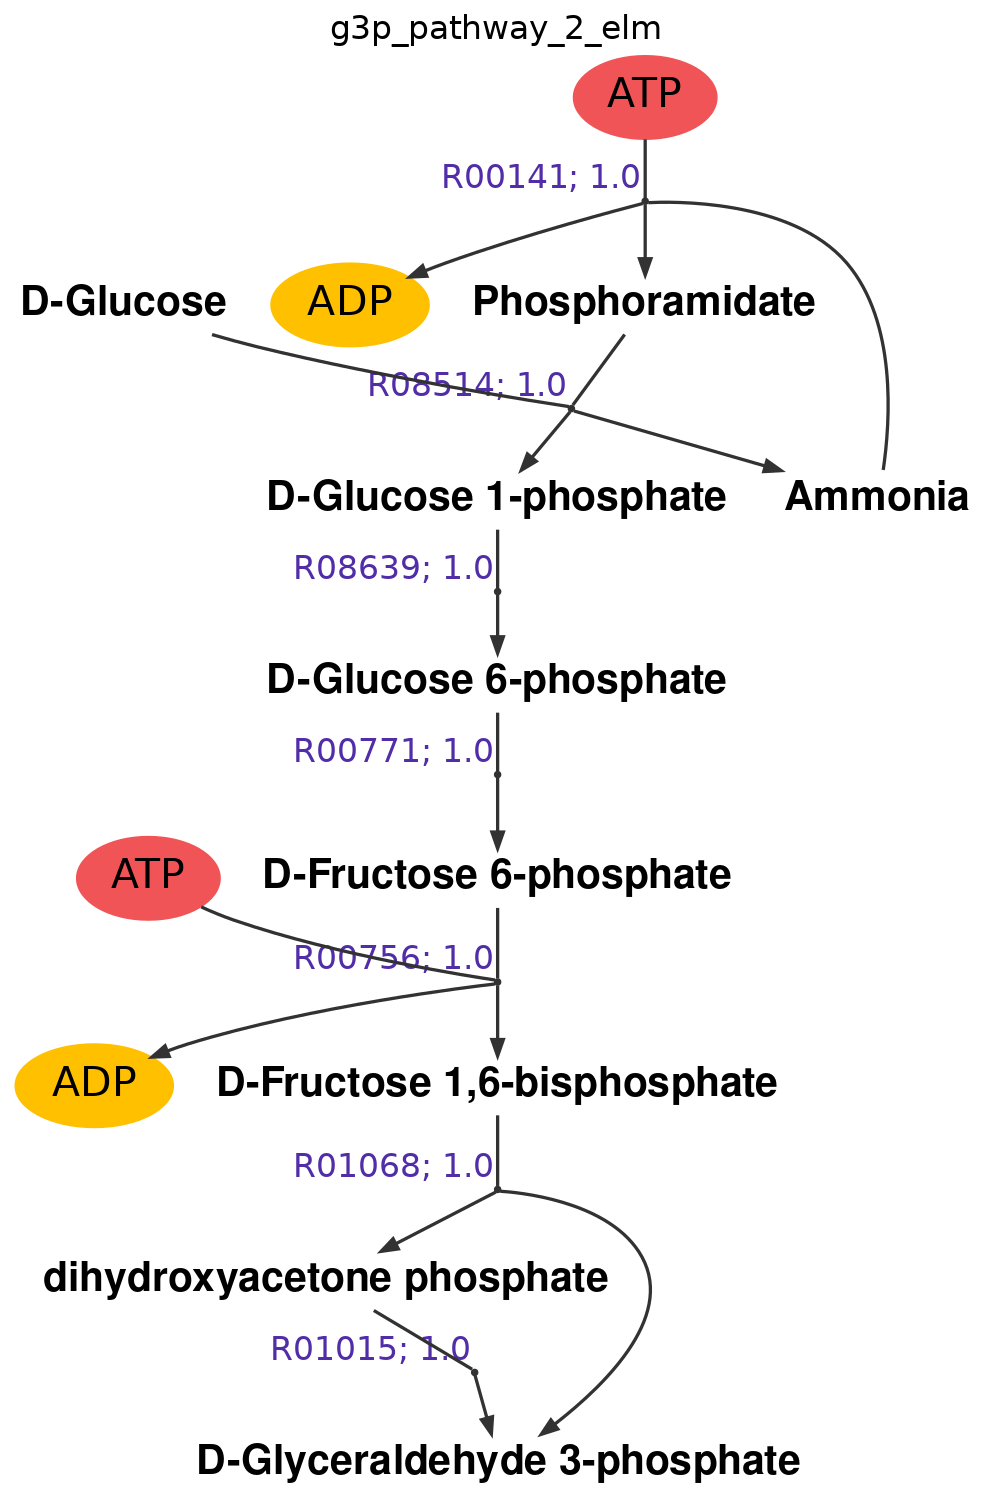 g3p_pathway_2_elm
ATP
R00141; 1.0
D-Glucose
ADP
Phosphoramidate
R08514; 1.0
D-Glucose 1-phosphate
Ammonia
R08639; 1.0
D-Glucose 6-phosphate
R00771; 1.0
ATP
D-Fructose 6-phosphate
R00756; 1.0
ADP
D-Fructose 1,6-bisphosphate
R01068; 1.0
dihydroxyacetone phosphate
R01015; 1.0
D-Glyceraldehyde 3-phosphate